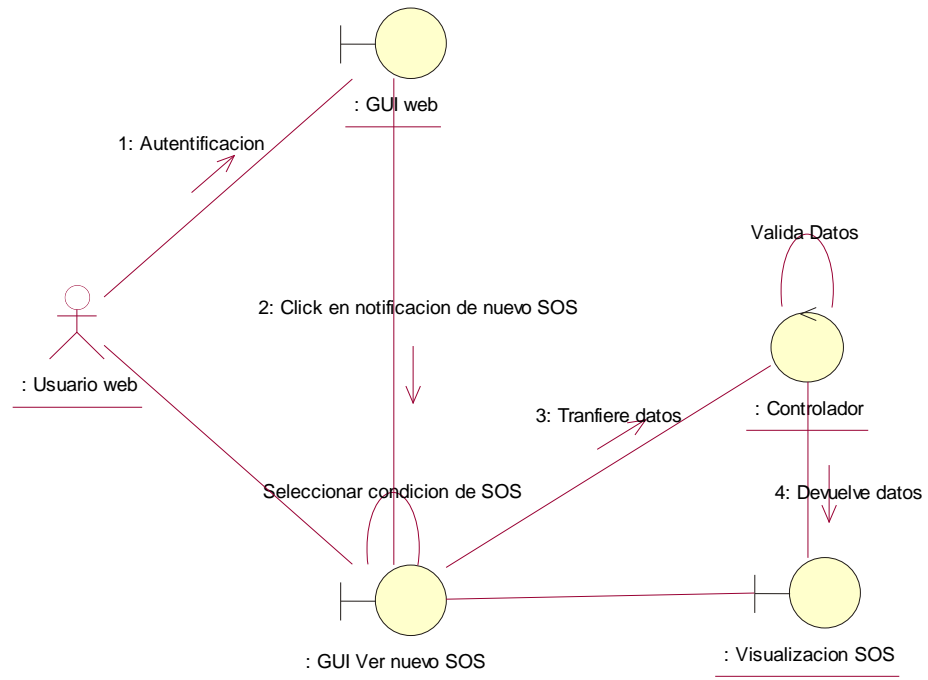 : GUI web
1: Autentificacion
Valida Datos
2: Click en notificacion de nuevo SOS
: Usuario web
: Controlador
3: Tranfiere datos
Seleccionar condicion de SOS
4: Devuelve datos
: GUI Ver nuevo SOS
: Visualizacion SOS